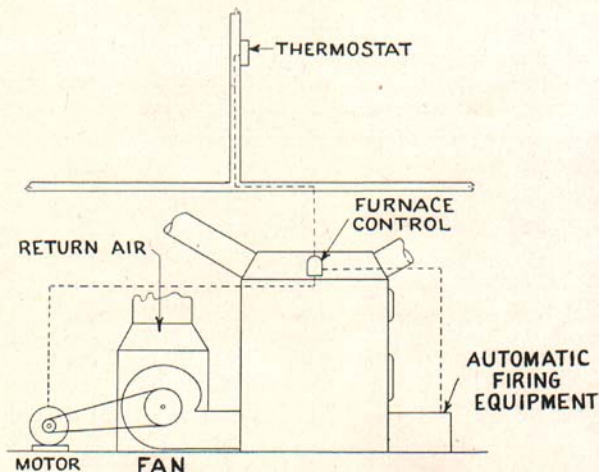 THERMOSTAT
FURNACE
CONTROL
RETURN AIR
AUTOMATIC
FIRING
EQUIPMENT
MOTOR
FAN